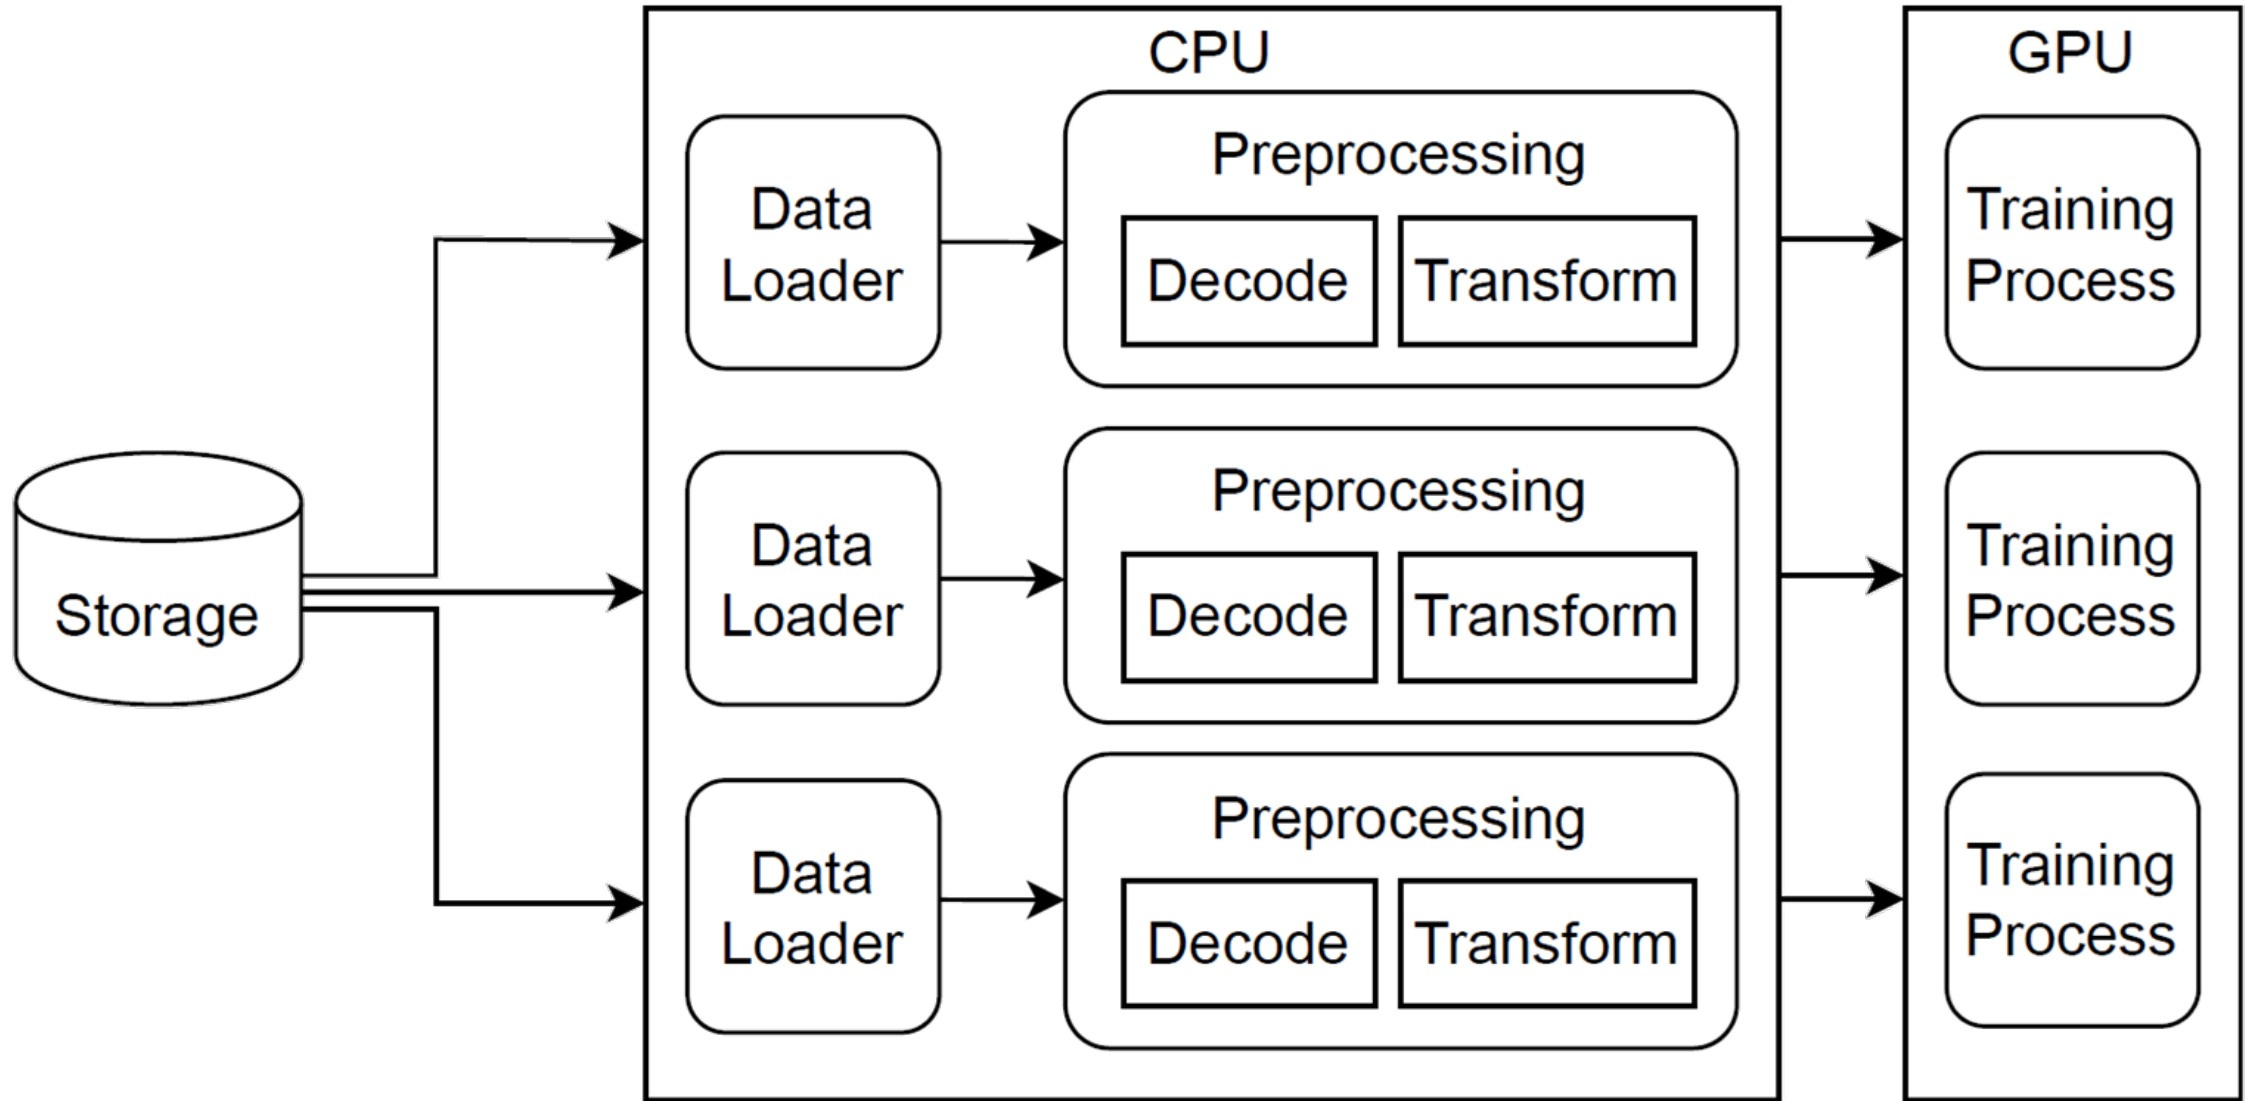 CPU
GPU
Data
Loader
Preprocessing
Decode
Transform
Training
Process
Storage
Data
Loader
Preprocessing
Decode
Transform
Training
Process
Data
Loader
Preprocessing
Decode
Transform
Training
Process